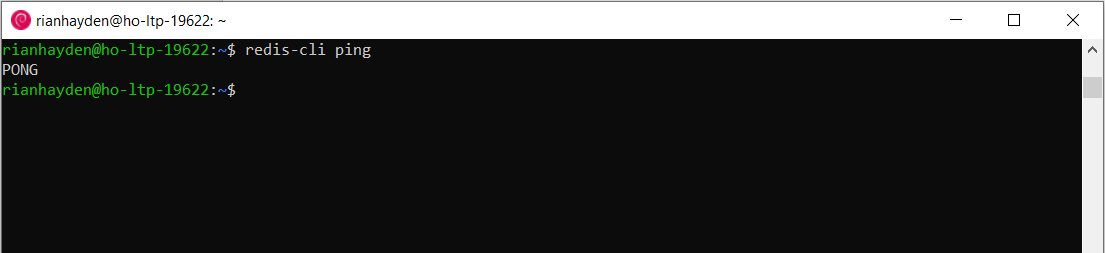 rianhayden@ho-ltp-19622: ~
rianhayden@ho-ltp-19622:~$ redis-cli ping
PONG
rianhayden@ho-ltp-19622:~$